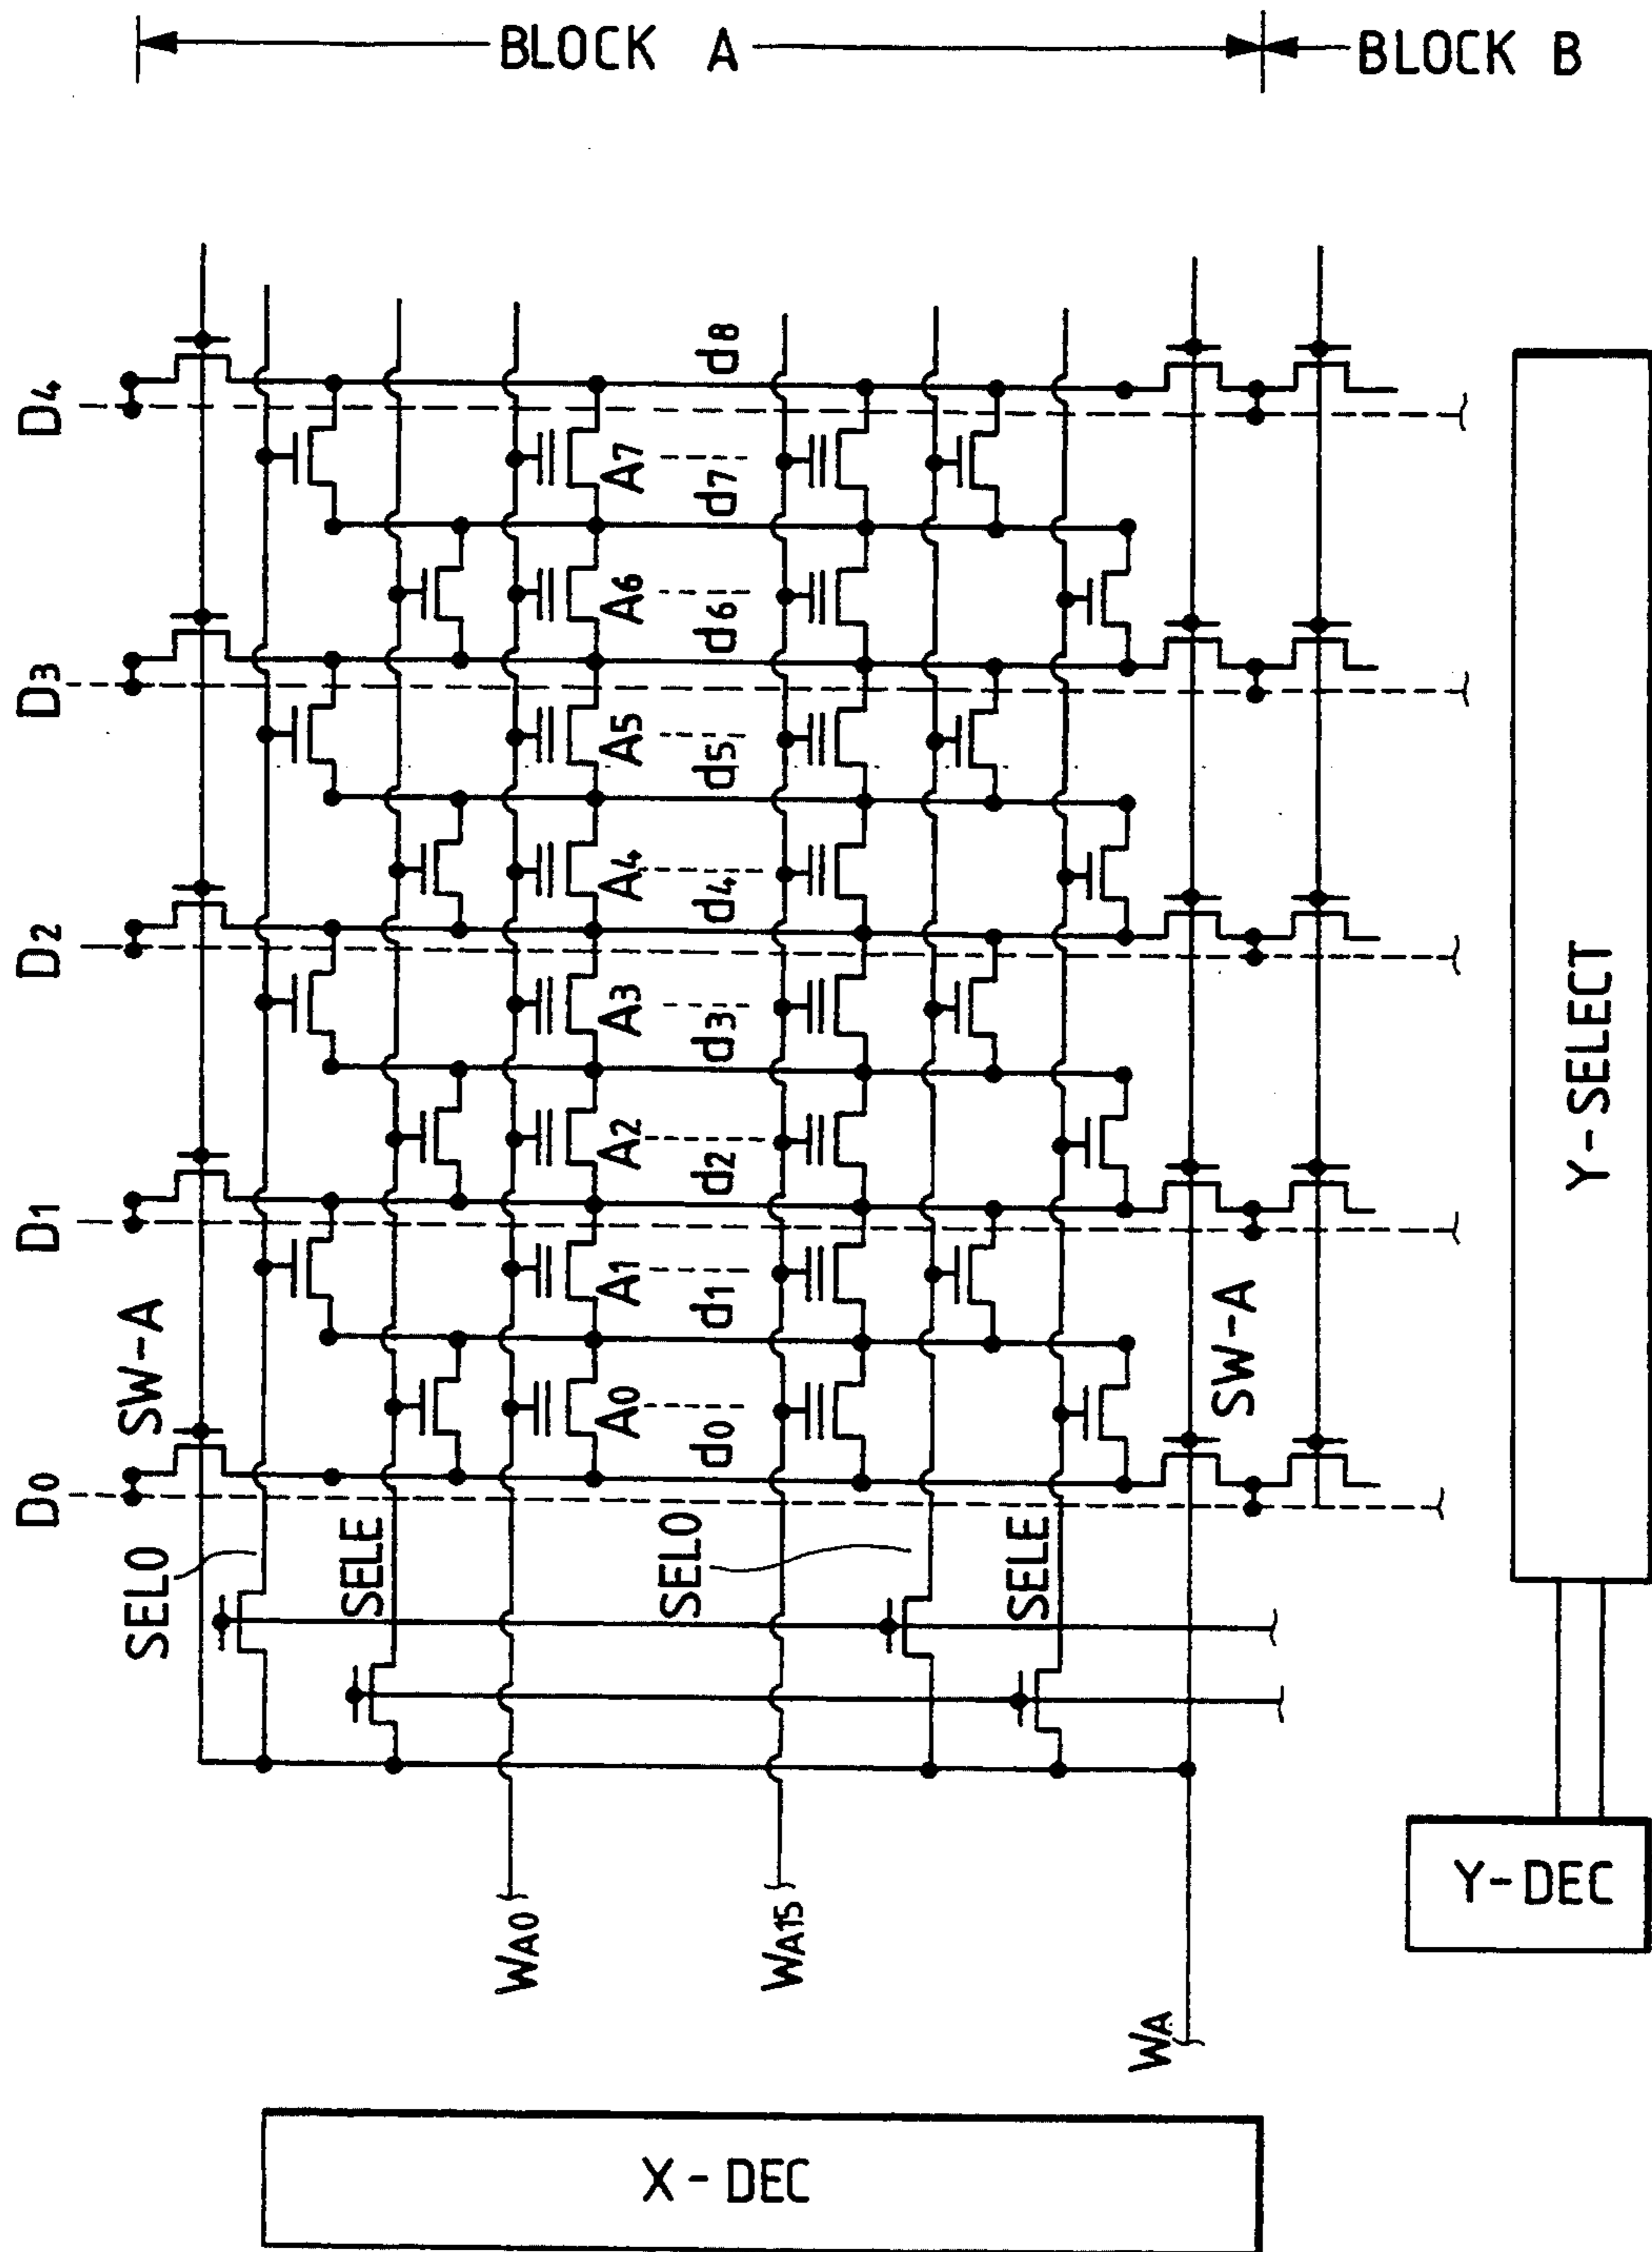 BLOCK A
BLOCK B
D4
D3
D2
D1
D0
SW-A
SELO
SELE
d8
A7
d7
A6
d6
A5
d5
A4
d4
A3
d3
A2
d2
A1
d1
A0
d0
SELO
SELE
SW-A
WA0
WA15
WA
X-DEC
Y-SELECT
Y-DEC